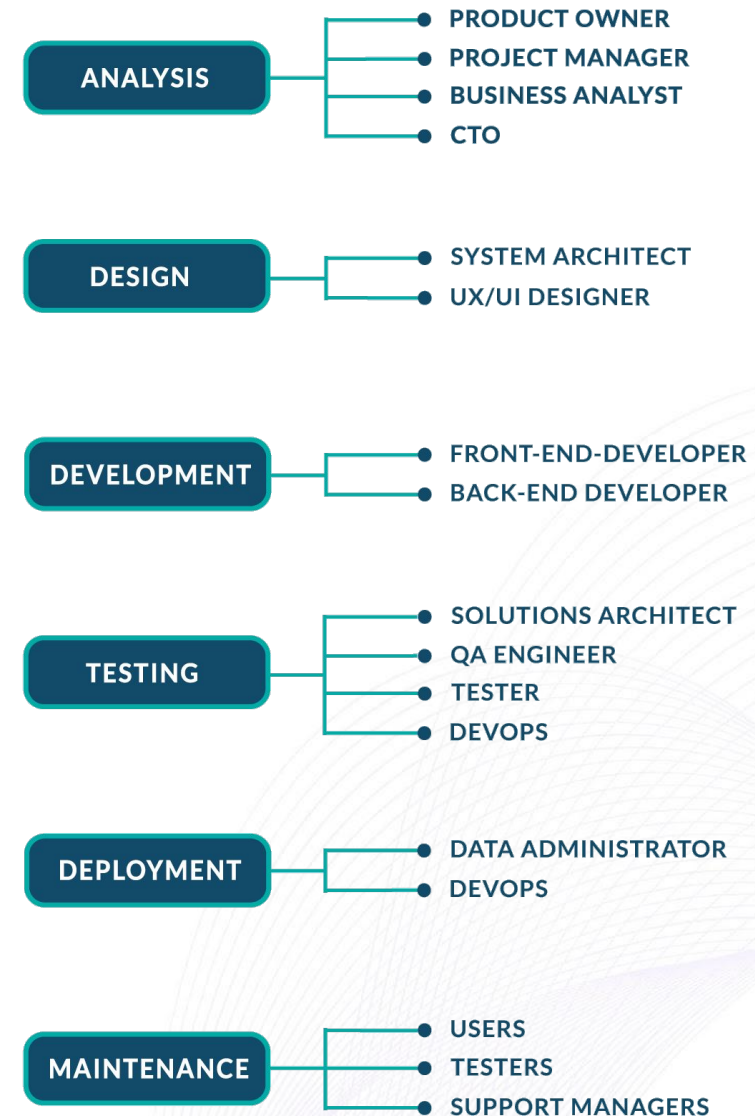 ANALYSIS
PRODUCT OWNER
PROJECT MANAGER
BUSINESS ANALYST
CTO
DESIGN
SYSTEM ARCHITECT
UX/UI DESIGNER
DEVELOPMENT
FRONT-END-DEVELOPER
BACK-END DEVELOPER
TESTING
SOLUTIONS ARCHITECT
QA ENGINEER
TESTER
DEVOPS
DEPLOYMENT
DATA ADMINISTRATOR
DEVOPS
MAINTENANCE
USERS
TESTERS
SUPPORT MANAGERS